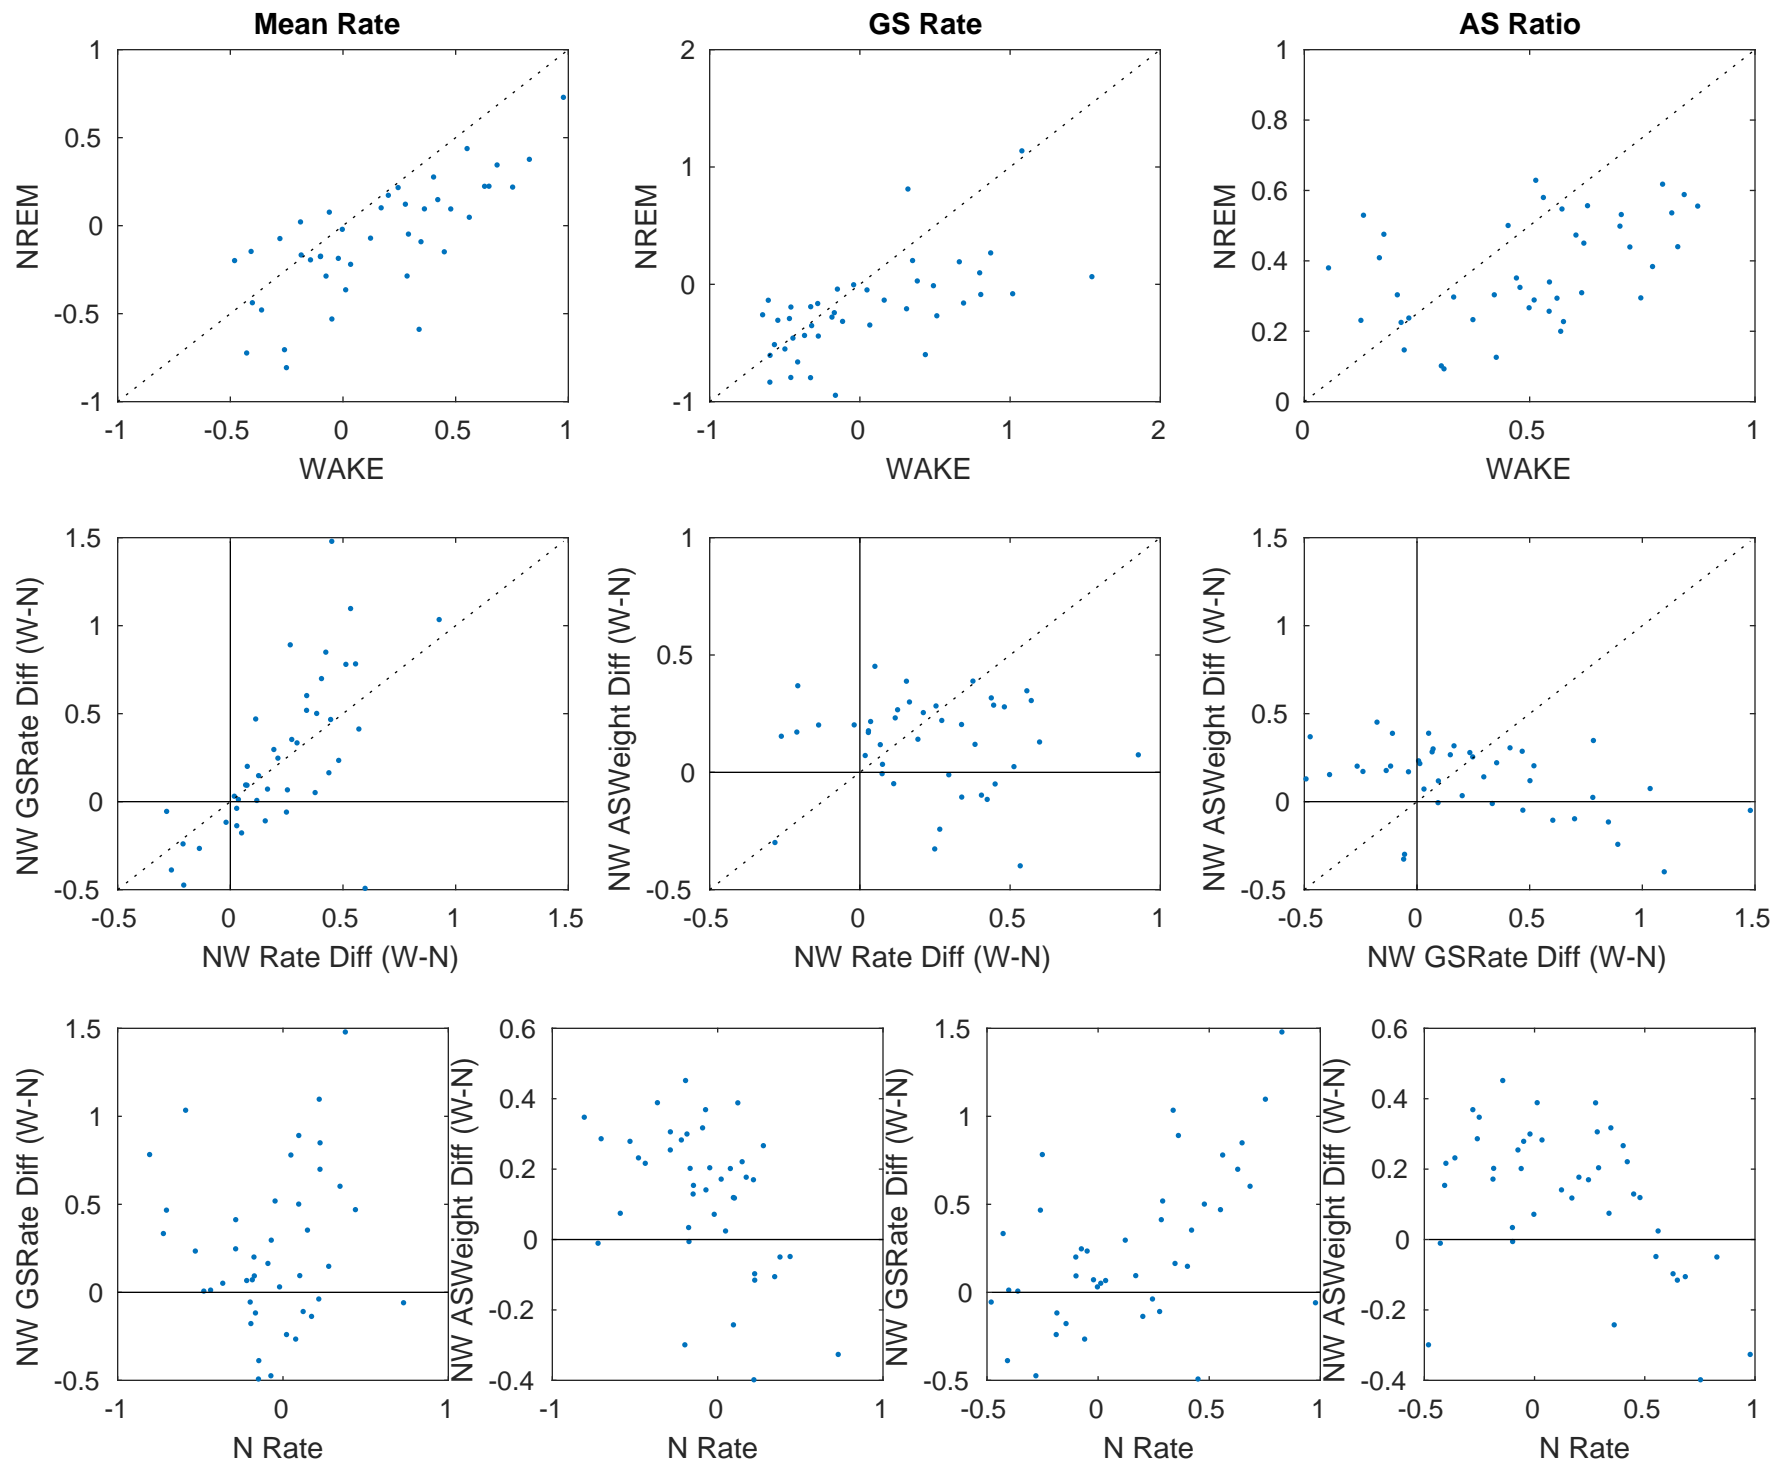 Mean Rate
GS Rate
AS Ratio
1
0.5
0
-0.5
-1
NREM
-1 -0.5 0 0.5 1
WAKE
2
1
0
-1
NREM
-1 0 1 2
WAKE
1
0.8
0.6
0.4
0.2
0
NREM
0 0.5 1
WAKE
1.5
1
0.5
0
-0.5
NW GSRate Diff (W-N)
-0.5 0 0.5 1 1.5
NW Rate Diff (W-N)
1
0.5
0
-0.5
NW ASWeight Diff (W-N)
-0.5 0 0.5 1
NW Rate Diff (W-N)
1.5
1
0.5
0
-0.5
NW ASWeight Diff (W-N)
-0.5 0 0.5 1 1.5
NW GSRate Diff (W-N)
1.5
1
0.5
0
-0.5
NW GSRate Diff (W-N)
-1 0 1
N Rate
0.6
0.4
0.2
0
-0.2
-0.4
NW ASWeight Diff (W-N)
-1 0 1
N Rate
1.5
1
0.5
0
-0.5
NW GSRate Diff (W-N)
-0.5 0 0.5 1
N Rate
0.6
0.4
0.2
0
-0.2
-0.4
NW ASWeight Diff (W-N)
-0.5 0 0.5 1
N Rate